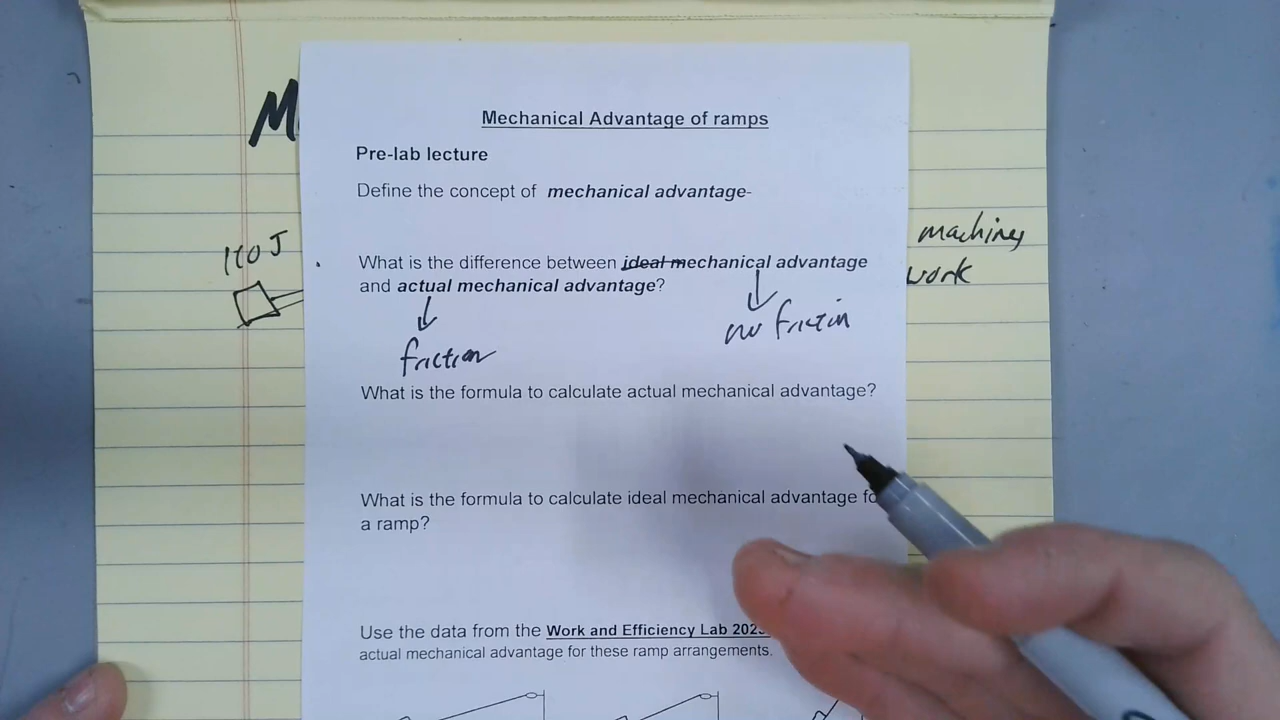 Mechanical Advantage of ramps
Pre-lab lecture
Define the concept of mechanical advantage-
machines
110 J
What is the difference between ideal mechanical advantage
work
and actual mechanical advantage?
no friction
friction
What is the formula to calculate actual mechanical advantage?
What is the formula to calculate ideal mechanical advantage fo
a ramp?
Use the data from the Work and Efficiency Lab 202
actual mechanical advantage for these ramp arrangements.